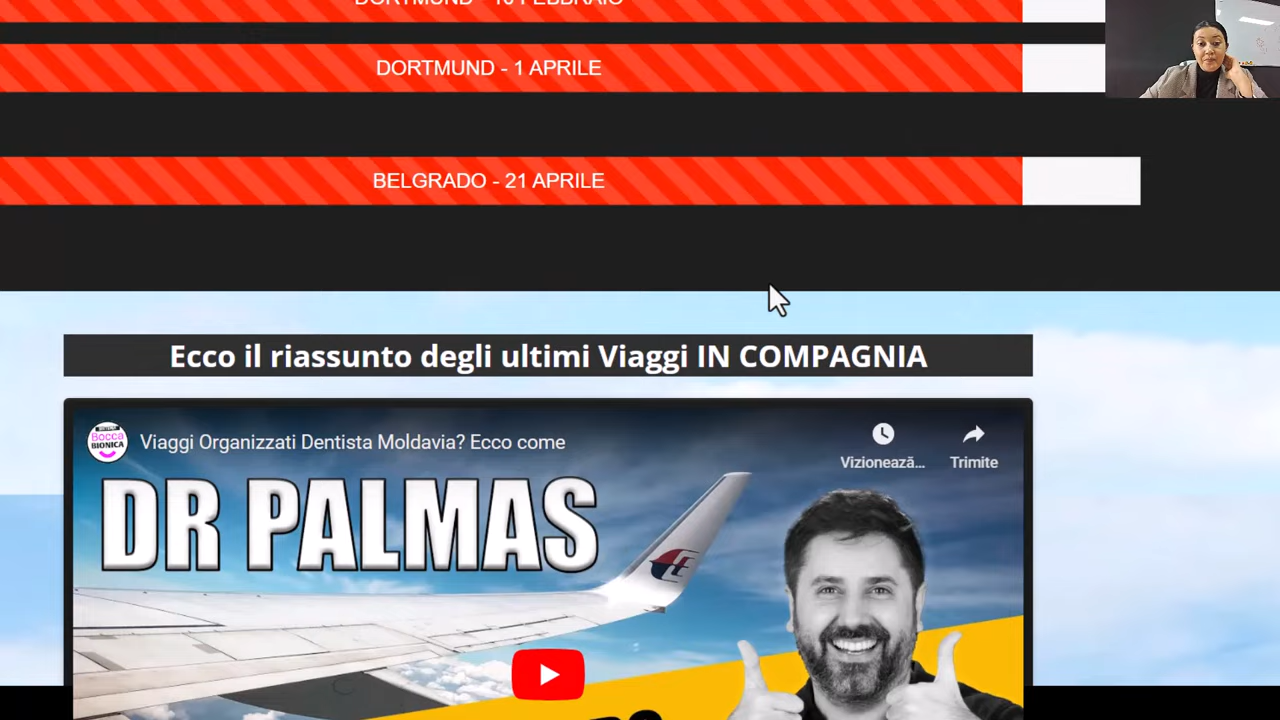 DORTMUND - 1 APRILE
BELGRADO - 21 APRILE
Ecco il riassunto degli ultimi Viaggi IN COMPAGNIA
Bocca
BIONICA
Viaggi Organizzati Dentista Moldavia? Ecco come
Vizionează...
Trimite
DR PALMAS